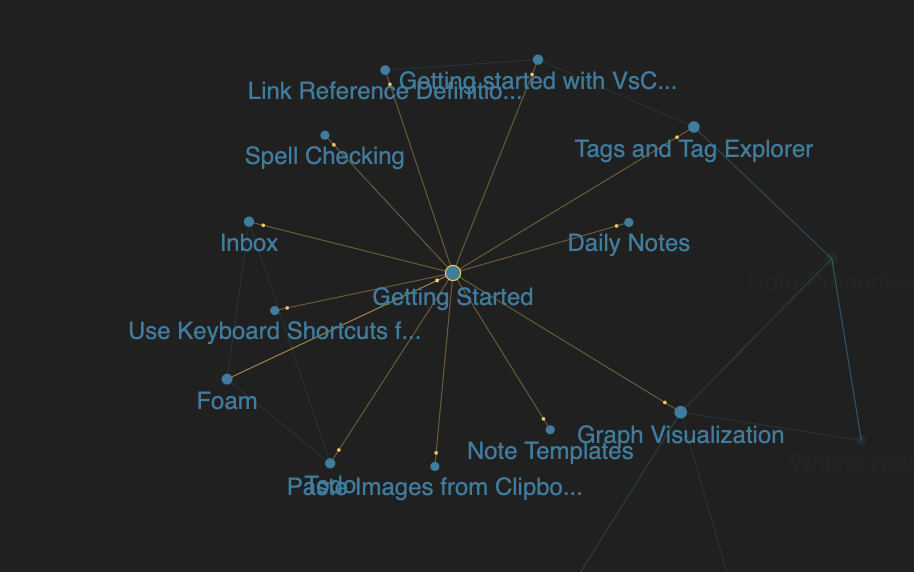 Getting started with VsC...
Link Reference Definitio...
Tags and Tag Explorer
Spell Checking
Inbox
Daily Notes
Note Properties
Getting Started
Use Keyboard Shortcuts f...
Foam
Graph Visualization
Note Templates
Writing Note
Todo
Paste Images from Clipbo...